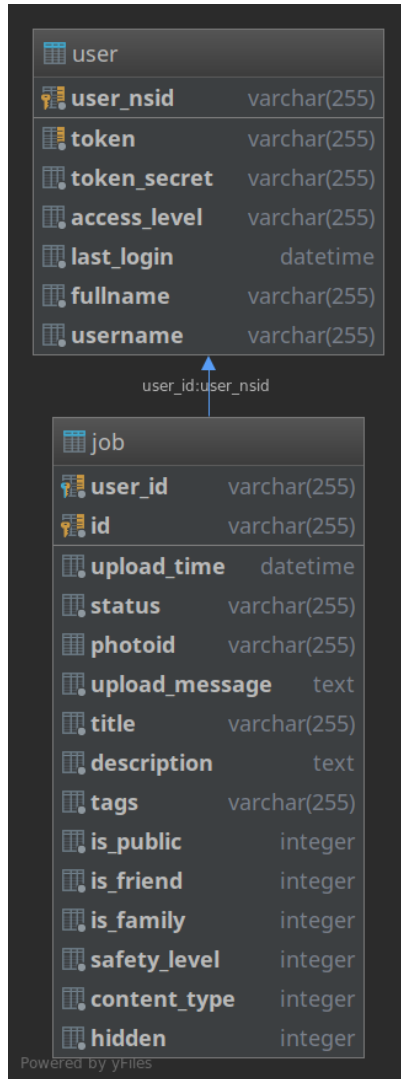 user
user_nsid varchar(255)
token varchar(255)
token_secret varchar(255)
access_level varchar(255)
last_login datetime
fullname varchar(255)
username varchar(255)
user_id:user_nsid
job
user_id varchar(255)
id varchar(255)
upload_time datetime
status varchar(255)
photoid varchar(255)
upload_message text
title varchar(255)
description text
tags varchar(255)
is_public integer
is_friend integer
is_family integer
safety_level integer
content_type integer
hidden integer
Powered by yFiles